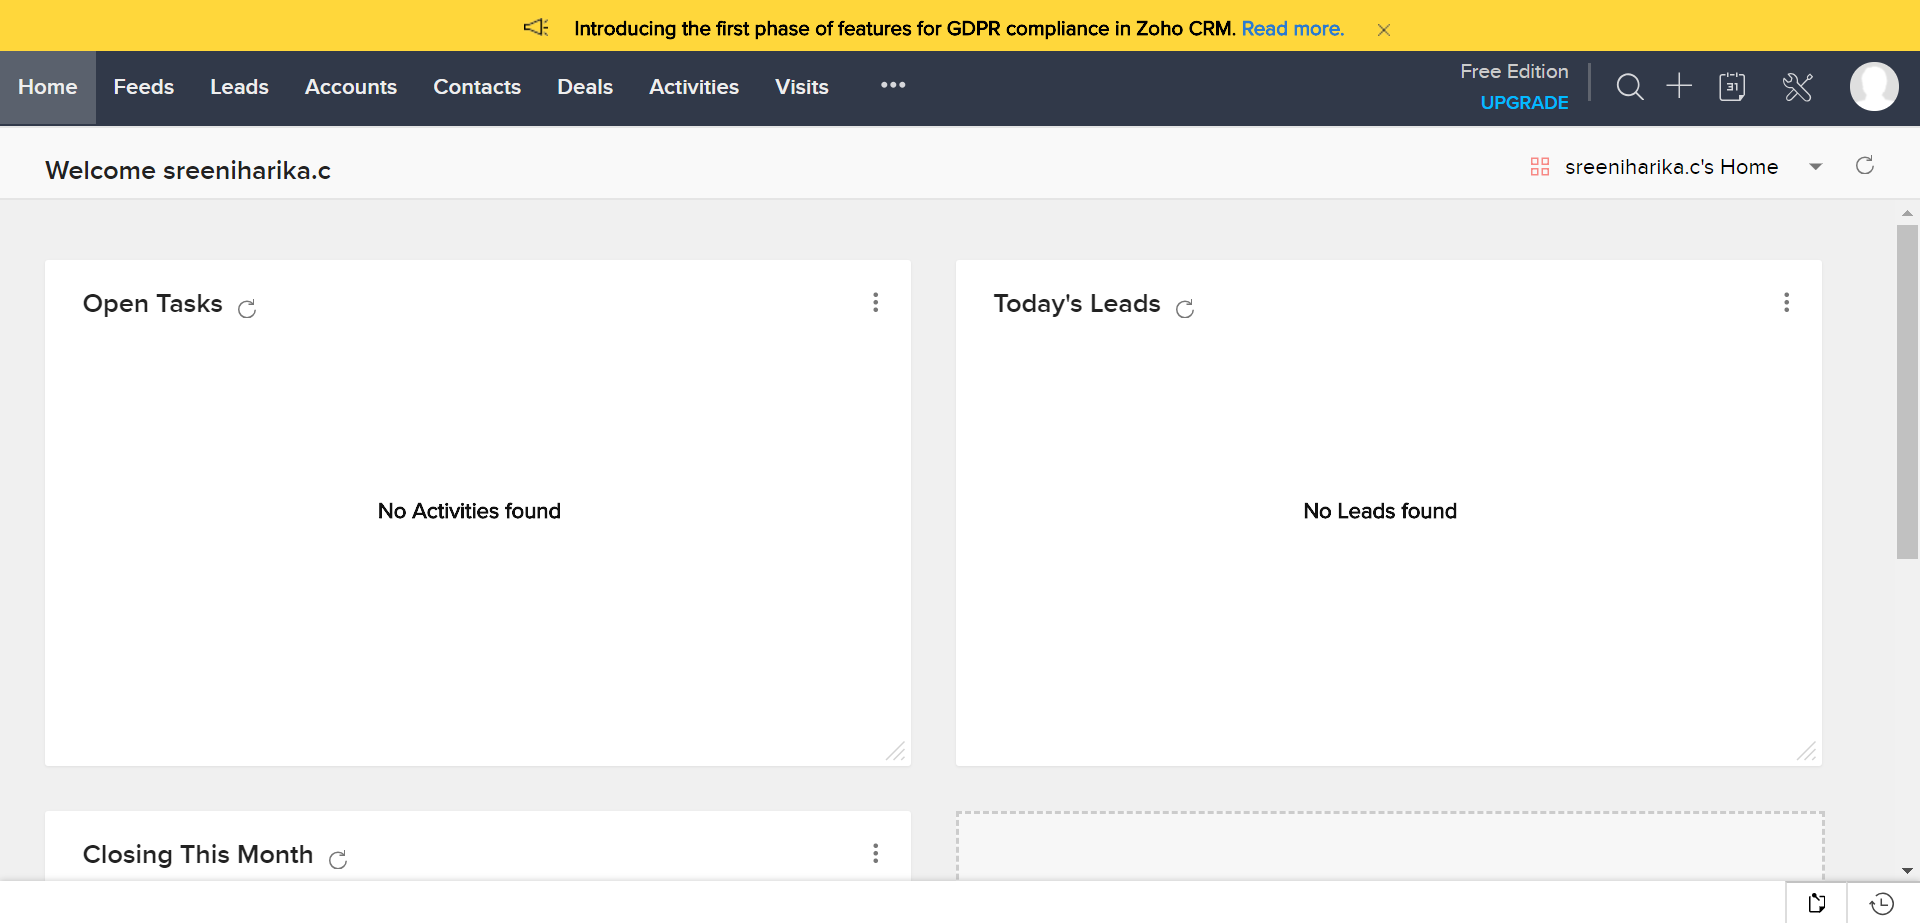 Introducing the first phase of features for GDPR compliance in Zoho CRM. Read more.
Home Feeds Leads Accounts Contacts Deals Activities Visits ••• Free Edition
UPGRADE
31
Welcome sreeniharika.c
sreeniharika.c's Home
Open Tasks
Today's Leads
No Activities found
No Leads found
Closing This Month